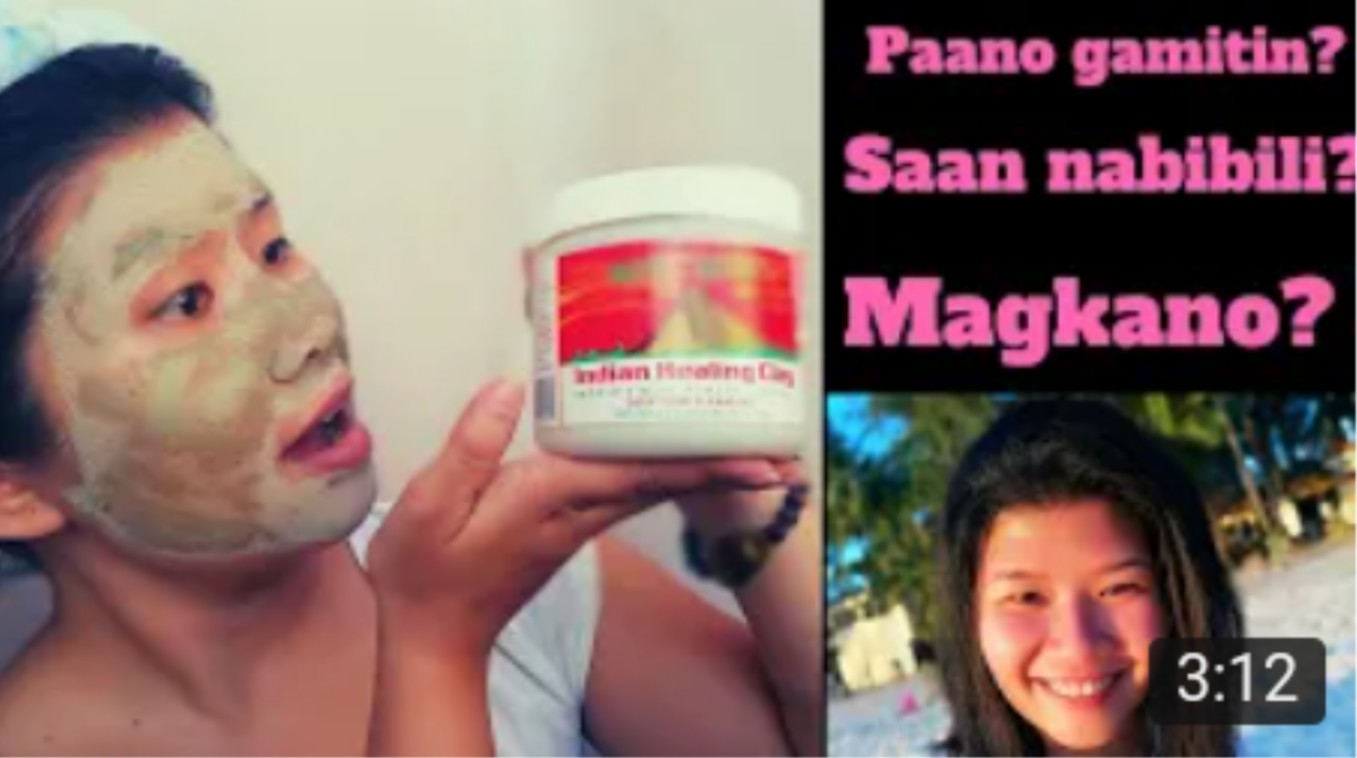 Paano gamitin?
Saan nabibili?
Magkano?
Indian Healing Clay
3:12